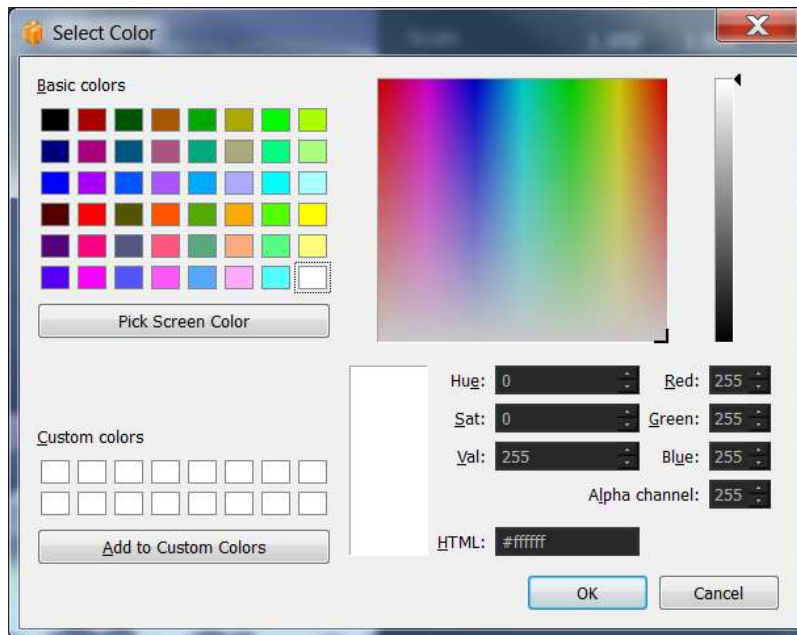 Select Color
Basic colors
Pick Screen Color
Custom colors
Add to Custom Colors
Hue: 0 Red: 255
Sat: 0 Green: 255
Val: 255 Blue: 255
Alpha channel: 255
HTML: #ffffff
OK Cancel